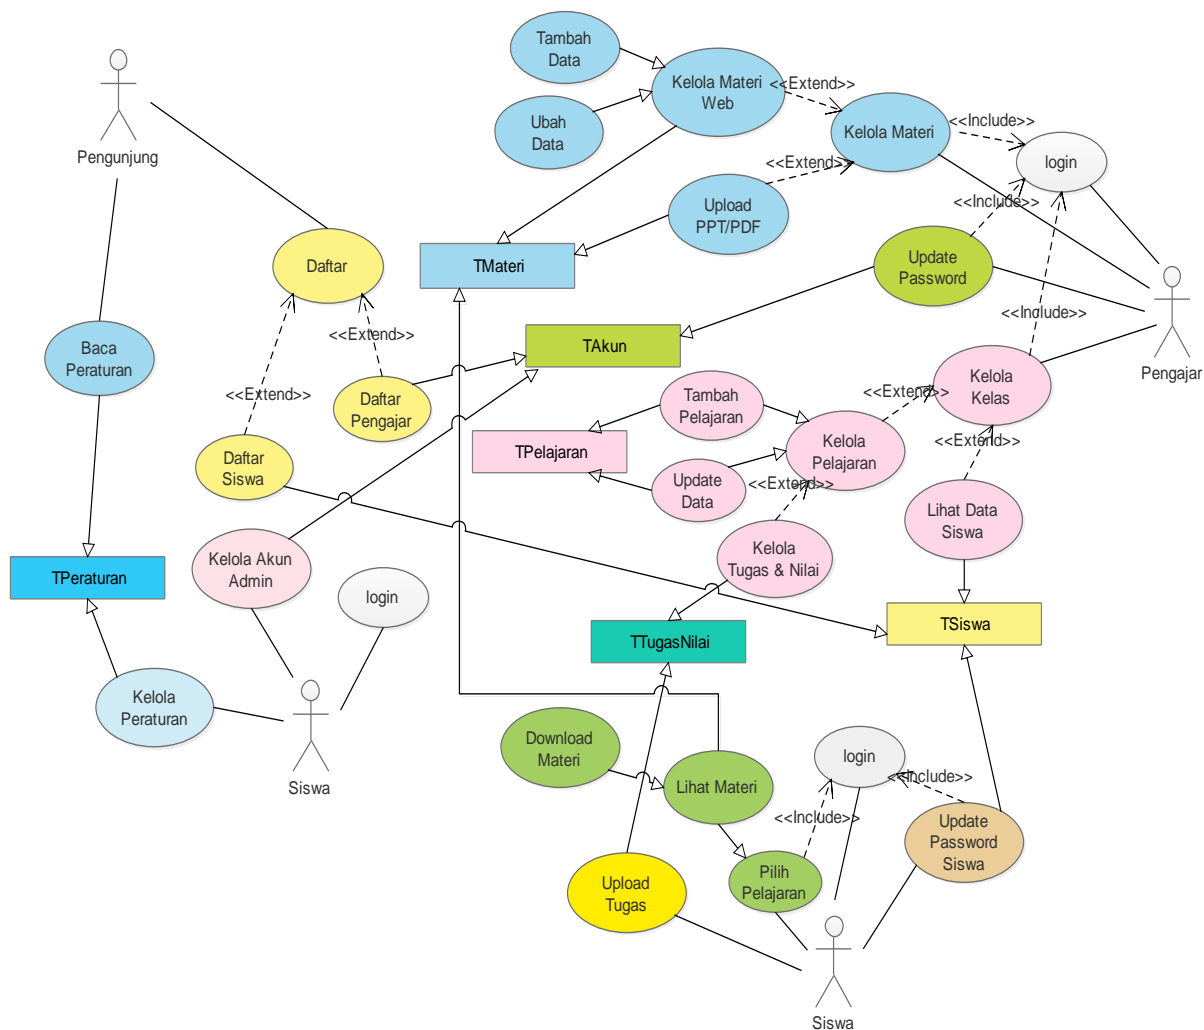 Tambah
Data
Kelola Materi
Web
<<Extend>>
Ubah
Data
Kelola Materi
<<Include>>
login
Pengunjung
<<Extend>>
Upload
PPT/PDF
<<Include>>
Daftar
TMateri
Update
Password
<<Include>>
<<Extend>>
TAkun
Baca
Peraturan
Pengajar
Kelola
Kelas
<<Extend>>
<<Extend>>
Daftar
Pengajar
Tambah
Pelajaran
Kelola
Pelajaran
<<Extend>>
TPelajaran
Daftar
Siswa
Update
Data
<<Extend>>
Lihat Data
Siswa
Kelola Akun
Admin
Kelola
Tugas & Nilai
TPeraturan
login
TSiswa
TTugasNilai
Kelola
Peraturan
Siswa
Download
Materi
Lihat Materi
login
<<Include>>
<<Include>>
Update
Password
Siswa
Upload
Tugas
Pilih
Pelajaran
Siswa